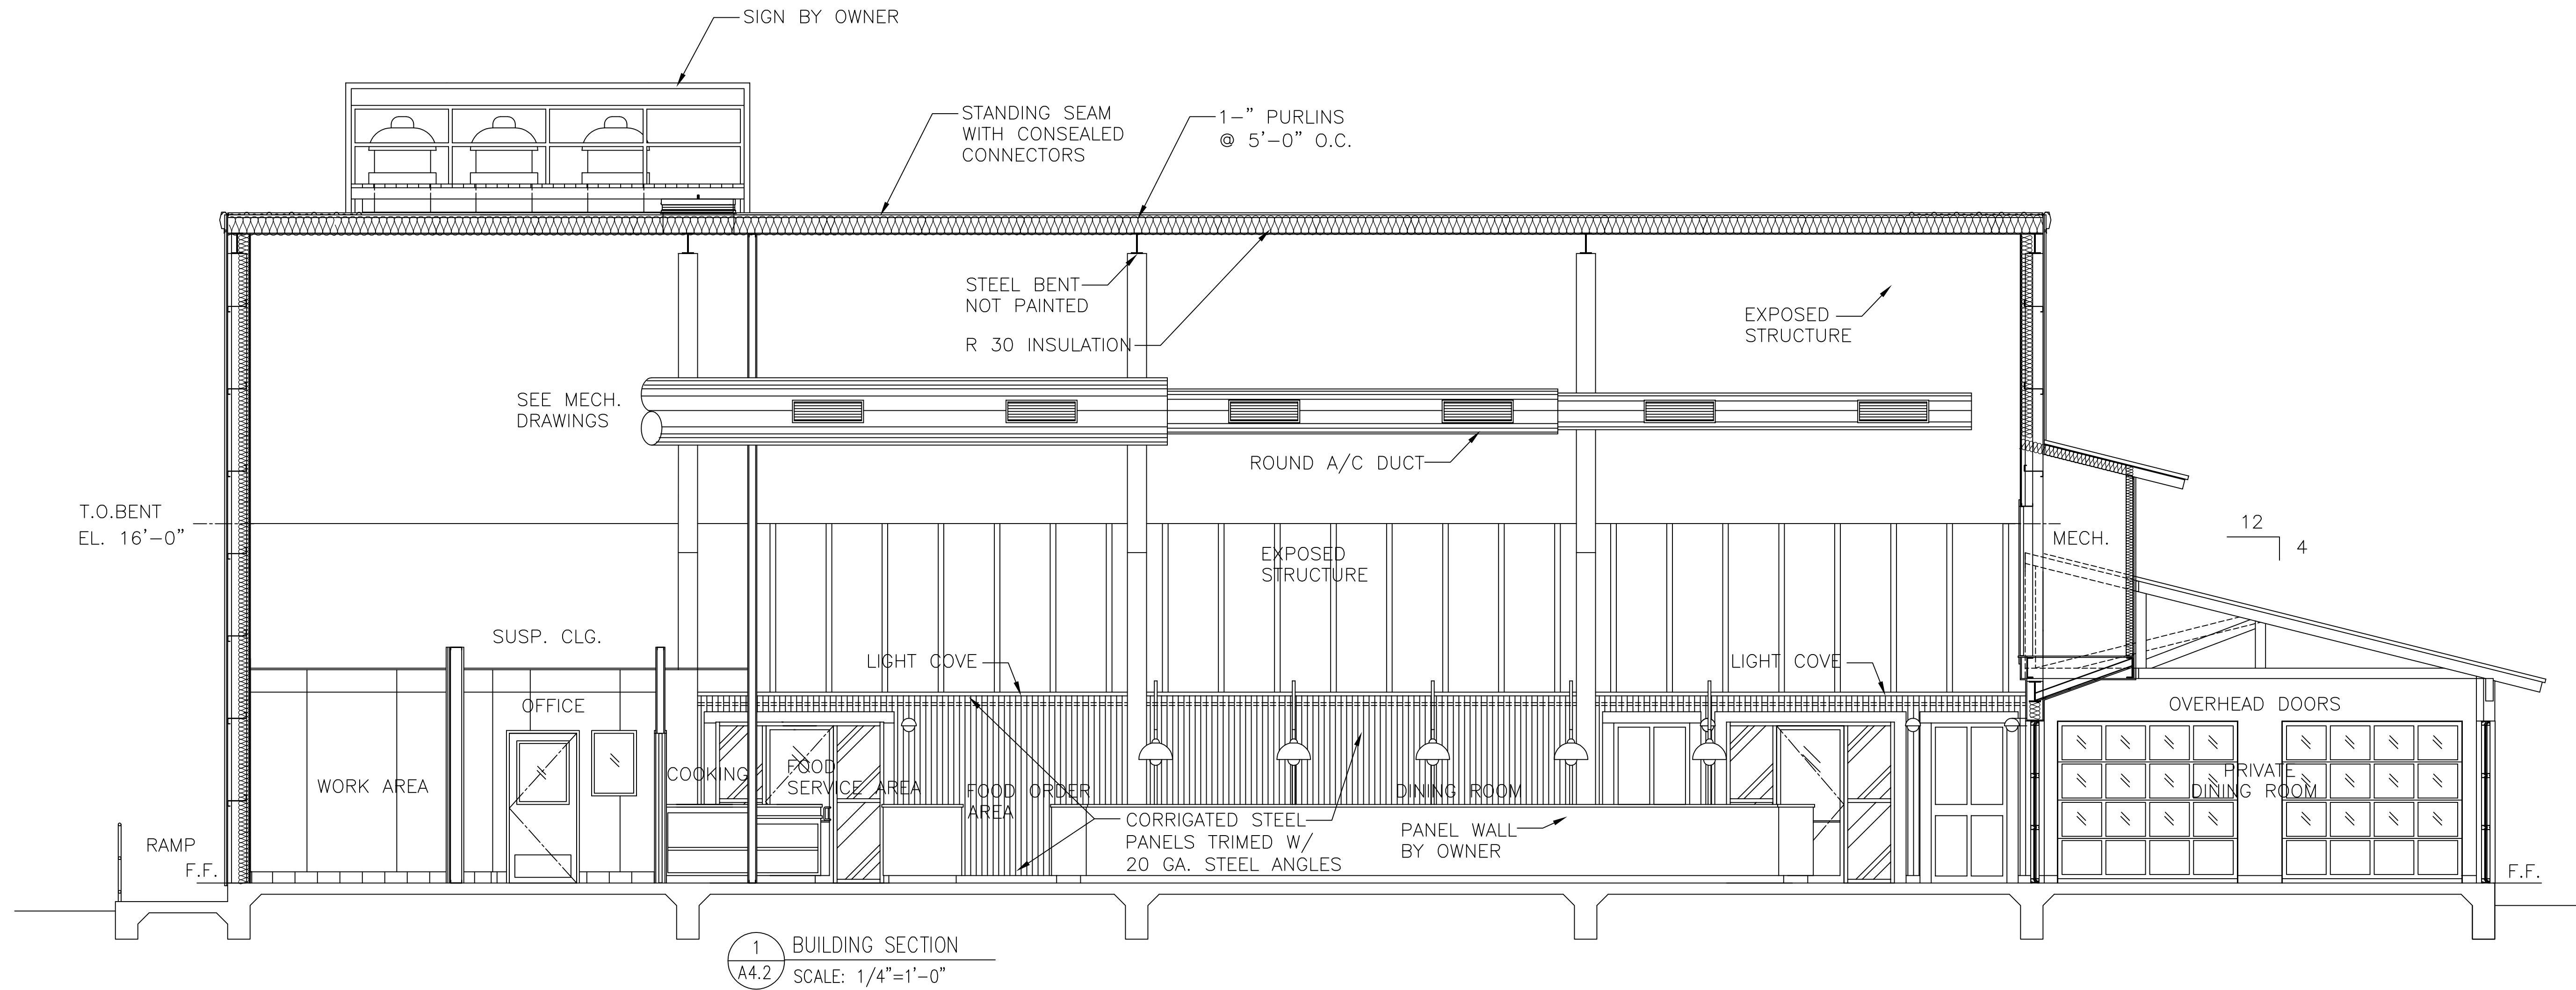 SIGN BY OWNER
STANDING SEAM
WITH CONSEALED
CONNECTORS
1-" PURLINS
@ 5'-0" O.C.
STEEL BENT
NOT PAINTED
R 30 INSULATION
EXPOSED
STRUCTURE
SEE MECH.
DRAWINGS
ROUND A/C DUCT
T.O.BENT
EL. 16'-0"
EXPOSED
STRUCTURE
MECH.
12
4
SUSP. CLG.
LIGHT COVE
LIGHT COVE
OFFICE
OVERHEAD DOORS
WORK AREA
COOKING
FOOD
SERVICE AREA
FOOD ORDER
AREA
DINING ROOM
PRIVATE
DINING ROOM
CORRIGATED STEEL
PANELS TRIMED W/
20 GA. STEEL ANGLES
PANEL WALL
BY OWNER
RAMP
F.F.
F.F.
1
A4.2
BUILDING SECTION
SCALE: 1/4"=1'-0"